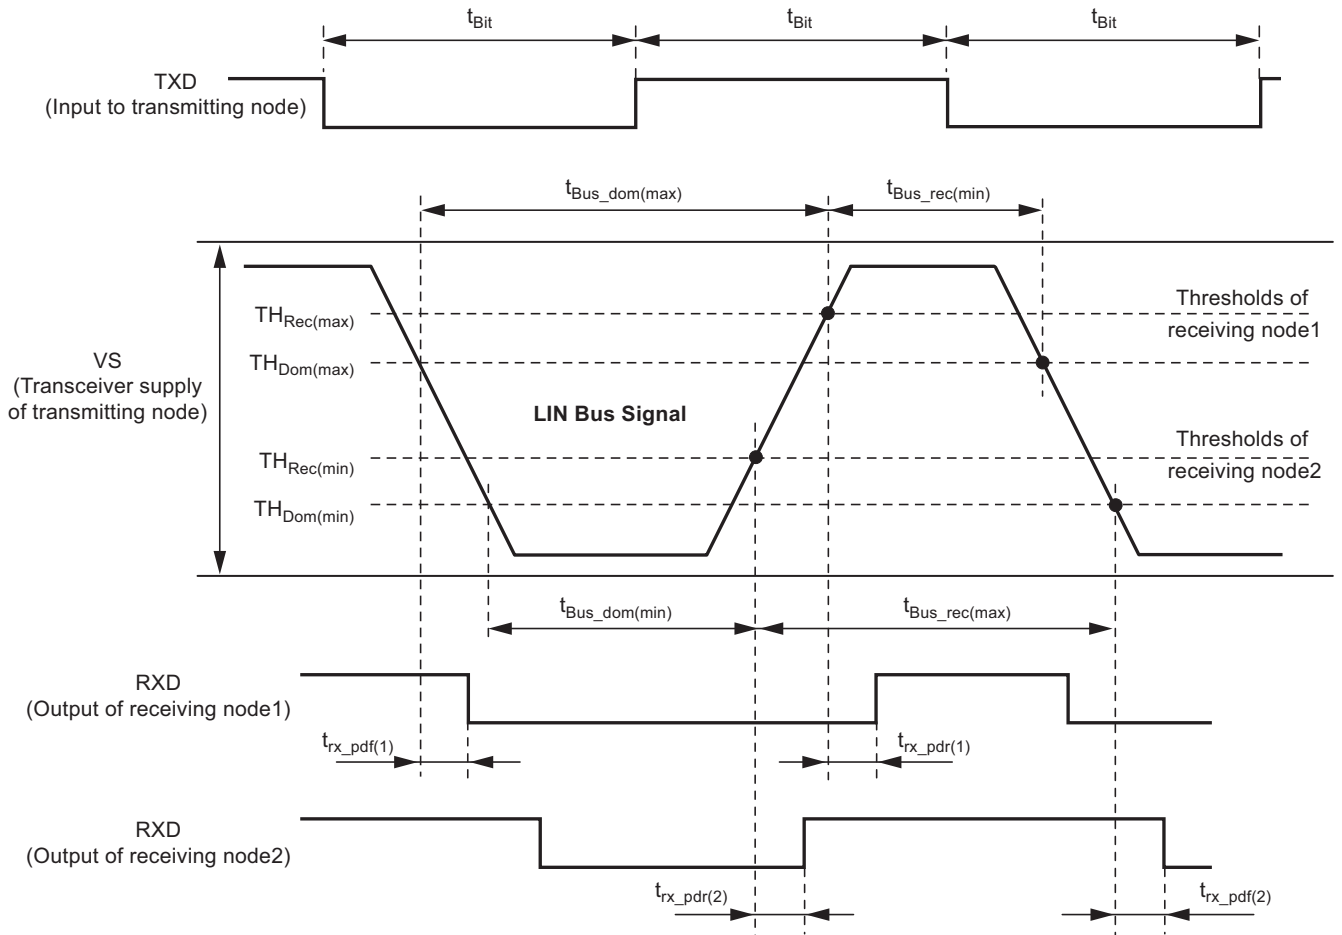 tBit tBit tBit
TXD
(Input to transmitting node)
tBus_dom(max) tBus_rec(min)
Thresholds of
receiving node1
THRec(max)
THDom(max)
VS
(Transceiver supply
of transmitting node)
LIN Bus Signal
Thresholds of
receiving node2
THRec(min)
THDom(min)
tBus_dom(min) tBus_rec(max)
RXD
(Output of receiving node1)
trx_pdf(1) trx_pdr(1)
RXD
(Output of receiving node2)
trx_pdr(2) trx_pdf(2)